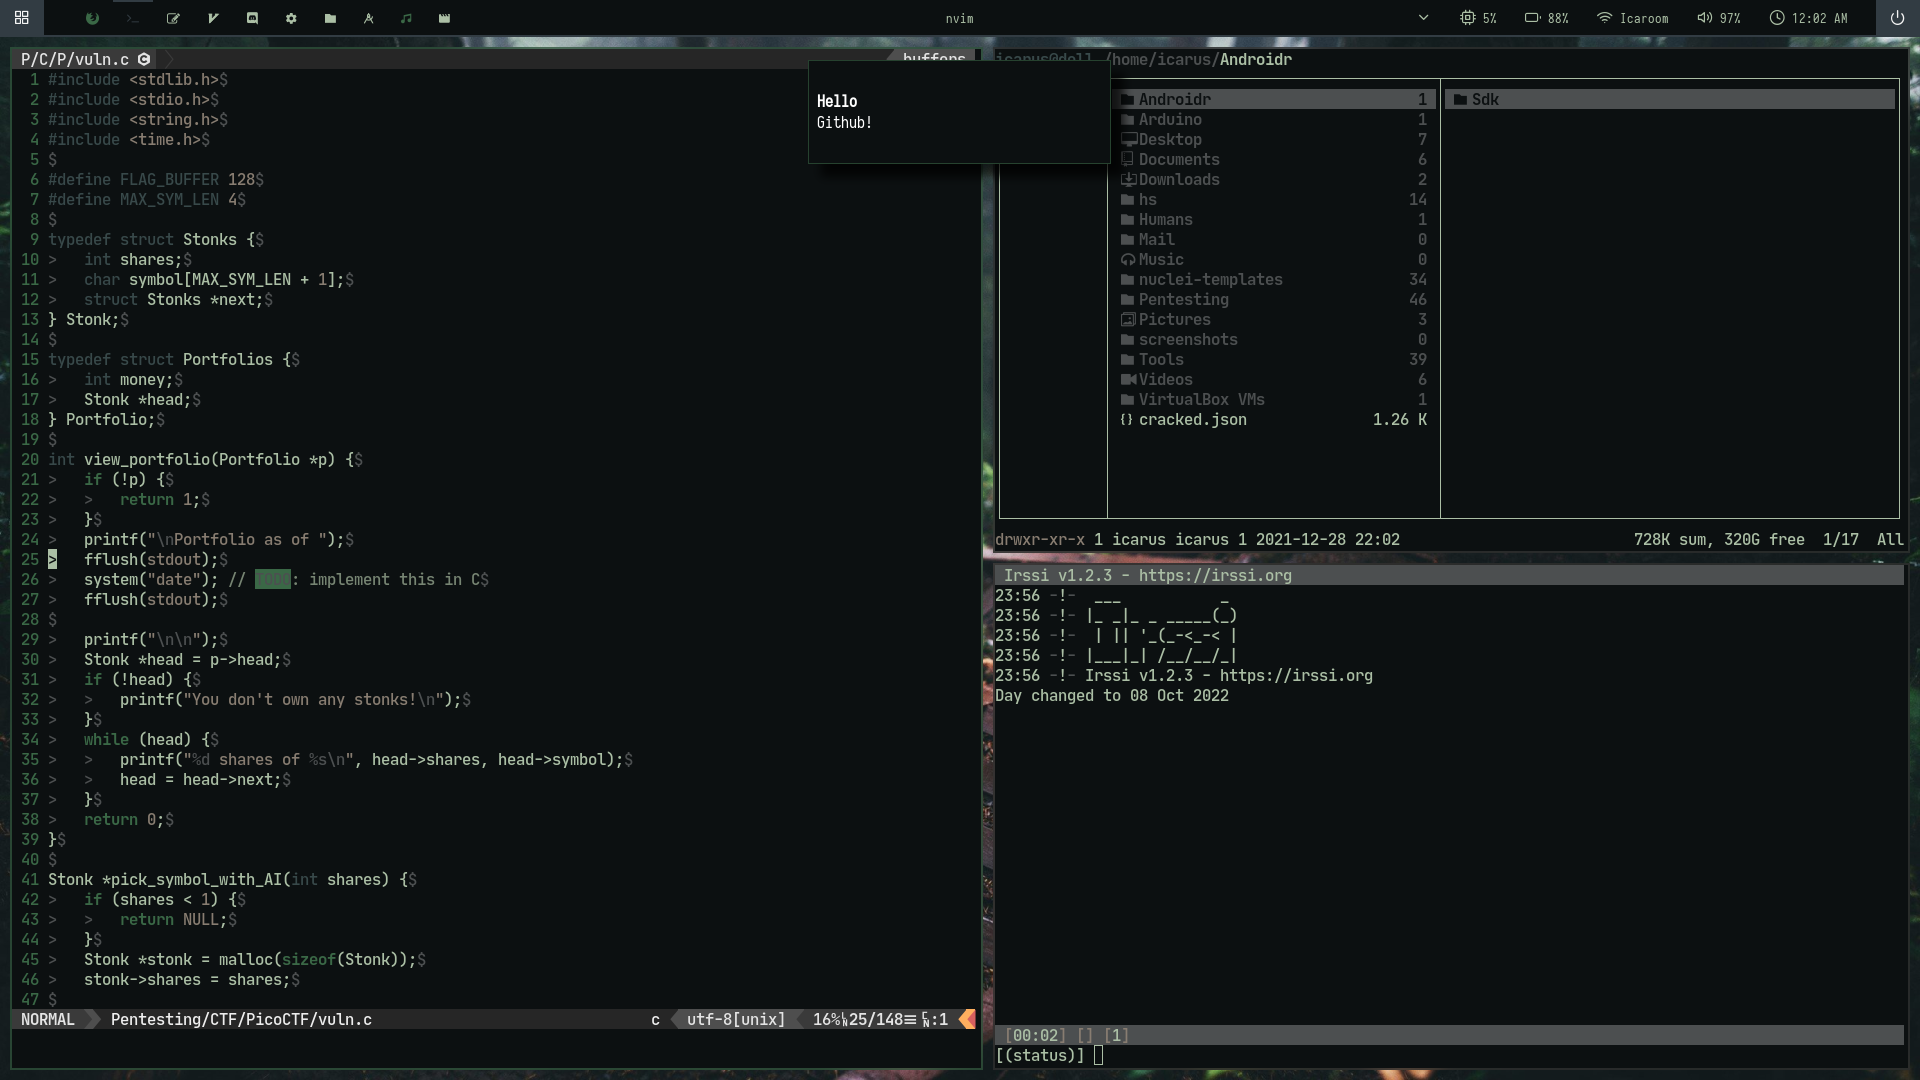 nvim
5%
88%
Icaroom
97%
12:02 AM
P/C/P/vuln.c
buffers
1 #include <stdlib.h>$
2 #include <stdio.h>$
3 #include <string.h>$
4 #include <time.h>$
5 $
6 #define FLAG_BUFFER 128$
7 #define MAX_SYM_LEN 4$
8 $
9 typedef struct Stonks {$
10 >   int shares;$
11 >   char symbol[MAX_SYM_LEN + 1];$
12 >   struct Stonks *next;$
13 } Stonk;$
14 $
15 typedef struct Portfolios {$
16 >   int money;$
17 >   Stonk *head;$
18 } Portfolio;$
19 $
20 int view_portfolio(Portfolio *p) {$
21 >   if (!p) {$
22 >   >   return 1;$
23 >   }$
24 >   printf("\nPortfolio as of ");$
25 >   fflush(stdout);$
26 >   system("date"); // TODO: implement this in C$
27 >   fflush(stdout);$
28 $
29 >   printf("\n\n");$
30 >   Stonk *head = p->head;$
31 >   if (!head) {$
32 >   >   printf("You don't own any stonks!\n");$
33 >   }$
34 >   while (head) {$
35 >   >   printf("%d shares of %s\n", head->shares, head->symbol);$
36 >   >   head = head->next;$
37 >   }$
38 >   return 0;$
39 }$
40 $
41 Stonk *pick_symbol_with_AI(int shares) {$
42 >   if (shares < 1) {$
43 >   >   return NULL;$
44 >   }$
45 >   Stonk *stonk = malloc(sizeof(Stonk));$
46 >   stonk->shares = shares;$
47 $
NORMAL Pentesting/CTF/PicoCTF/vuln.c c utf-8[unix] 16% 25/148 :1
Hello
Github!
icarus@dell /home/icarus/Androidr
Androidr 1
Arduino 1
Desktop 7
Documents 6
Downloads 2
hs 14
Humans 1
Mail 0
Music 0
nuclei-templates 34
Pentesting 46
Pictures 3
screenshots 0
Tools 39
Videos 6
VirtualBox VMs 1
{} cracked.json 1.26 K
Sdk
drwxr-xr-x 1 icarus icarus 1 2021-12-28 22:02 728K sum, 320G free 1/17 All
Irssi v1.2.3 - https://irssi.org
23:56 -!-  ___           _
23:56 -!- |_ _|_ _ _____(_)
23:56 -!-  | || '_(_-<_-< |
23:56 -!- |___|_| /__/__/_|
23:56 -!- Irssi v1.2.3 - https://irssi.org
Day changed to 08 Oct 2022
[00:02] [] [1]
[(status)]